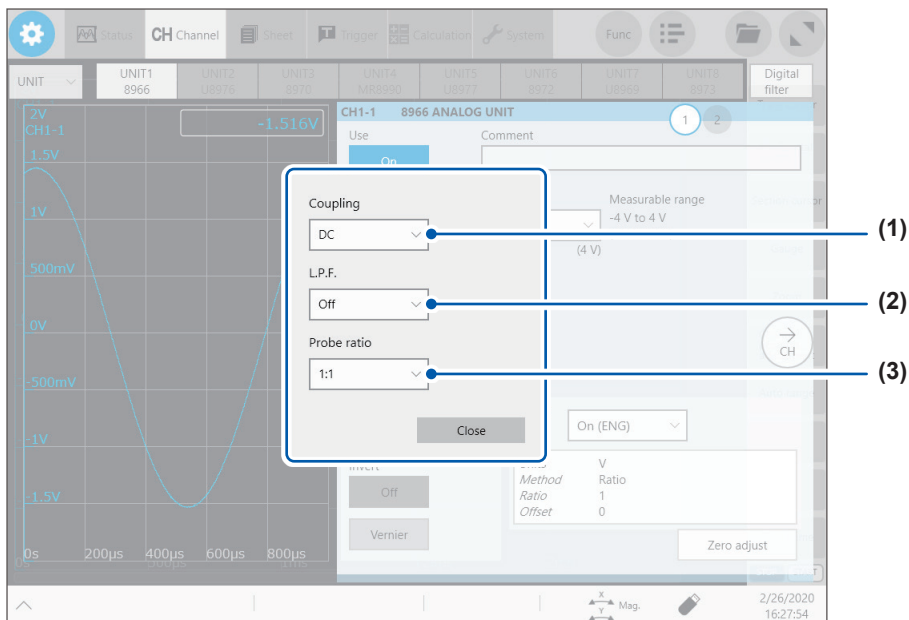 Status
CH Channel
Sheet
Trigger
Calculation
System
Func
UNIT
UNIT1
8966
UNIT2
U8976
UNIT3
8970
UNIT4
MR8990
UNIT5
U8977
UNIT6
8972
UNIT7
U8969
UNIT8
8973
Digital
filter
2V
CH1-1
-1.516V
1.5V
1V
500mV
0V
-500mV
-1V
-1.5V
0s
200µs
400µs
600µs
800µs
CH1-1 8966 ANALOG UNIT
1
2
Use
Comment
On
Measurable range
-4 V to 4 V
(4 V)
Coupling
DC
(1)
L.P.F.
Off
(2)
Probe ratio
1:1
(3)
Close
→
CH
On (ENG)
Invert
Off
Vernier
Units V
Method Ratio
Ratio 1
Offset 0
Zero adjust
X
Y
Mag.
2/26/2020
16:27:54